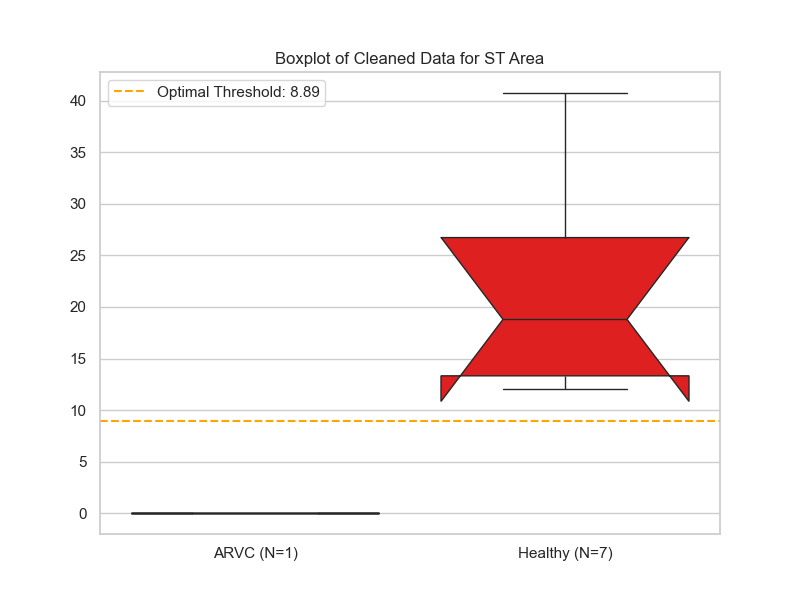 Boxplot of Cleaned Data for ST Area
Optimal Threshold: 8.89
40
35
30
25
20
15
10
5
0
ARVC (N=1)
Healthy (N=7)